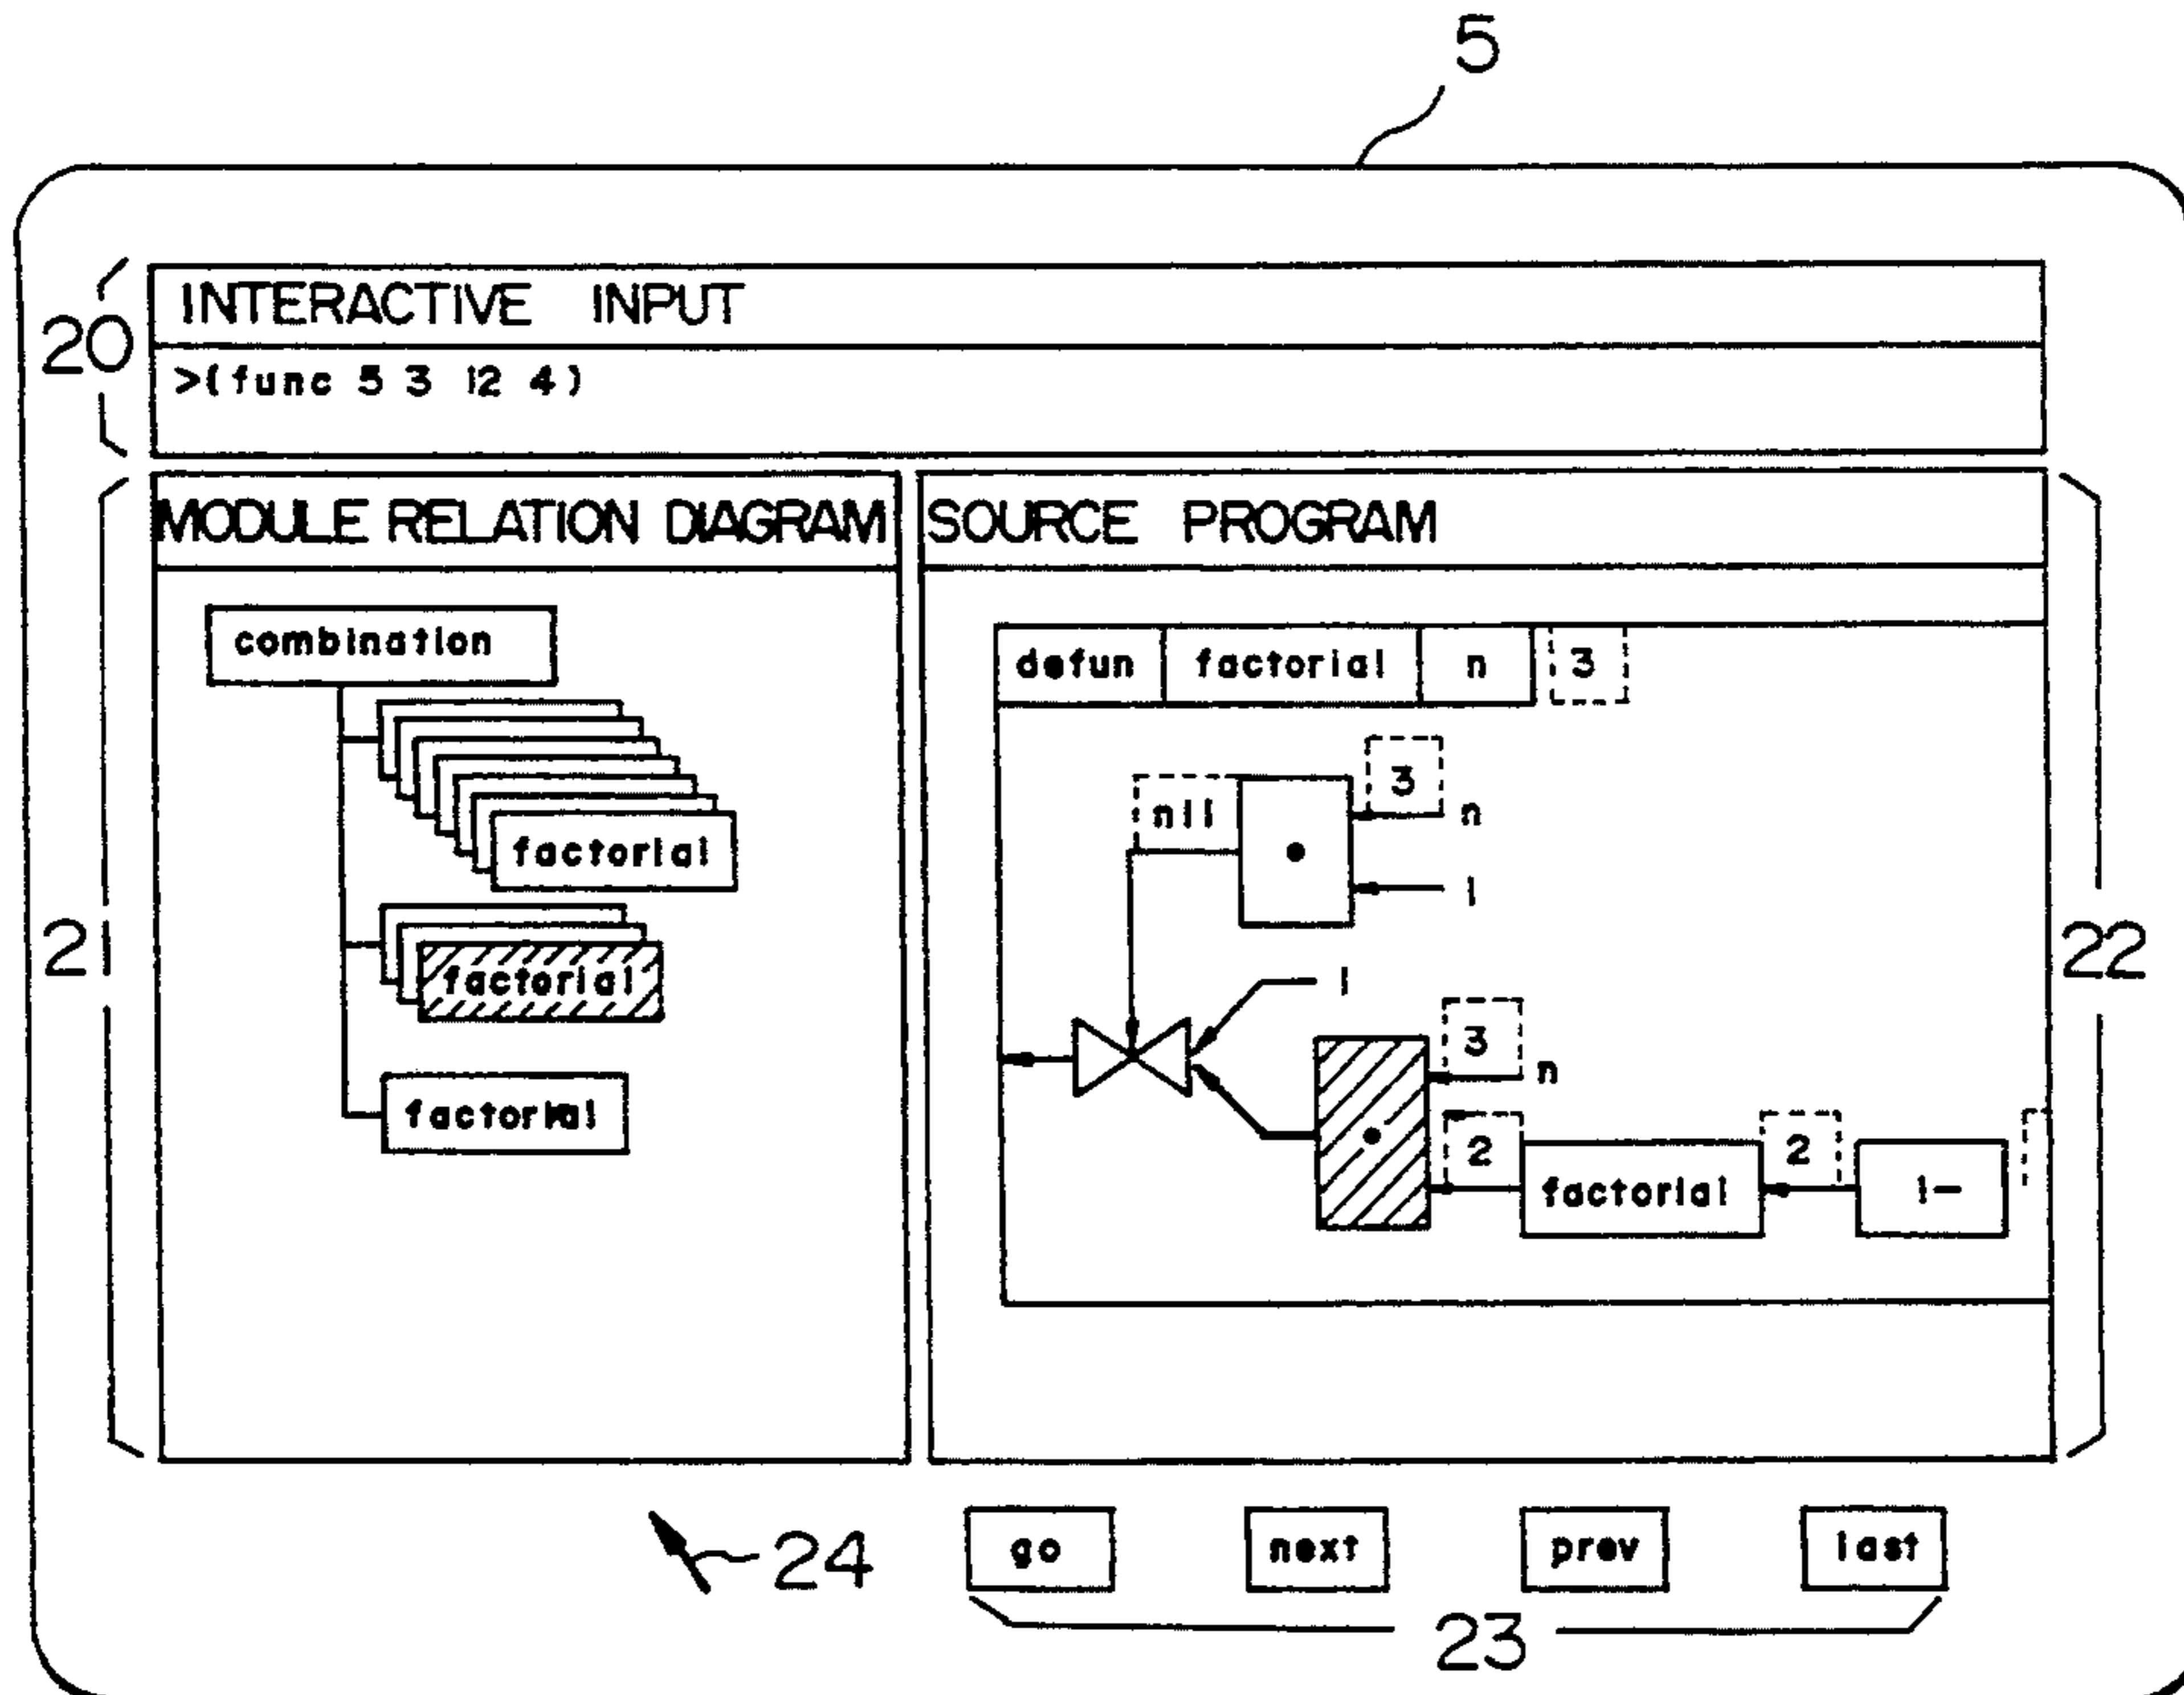 5
20
INTERACTIVE INPUT
>(func 5 3 12 4)
21
MODULE RELATION DIAGRAM
combination
factorial
factorial
factorial
22
SOURCE PROGRAM
defun factorial n 3
3
nil
n
1
1
3
n
2
factorial
2
1-
24
go next prev last
23